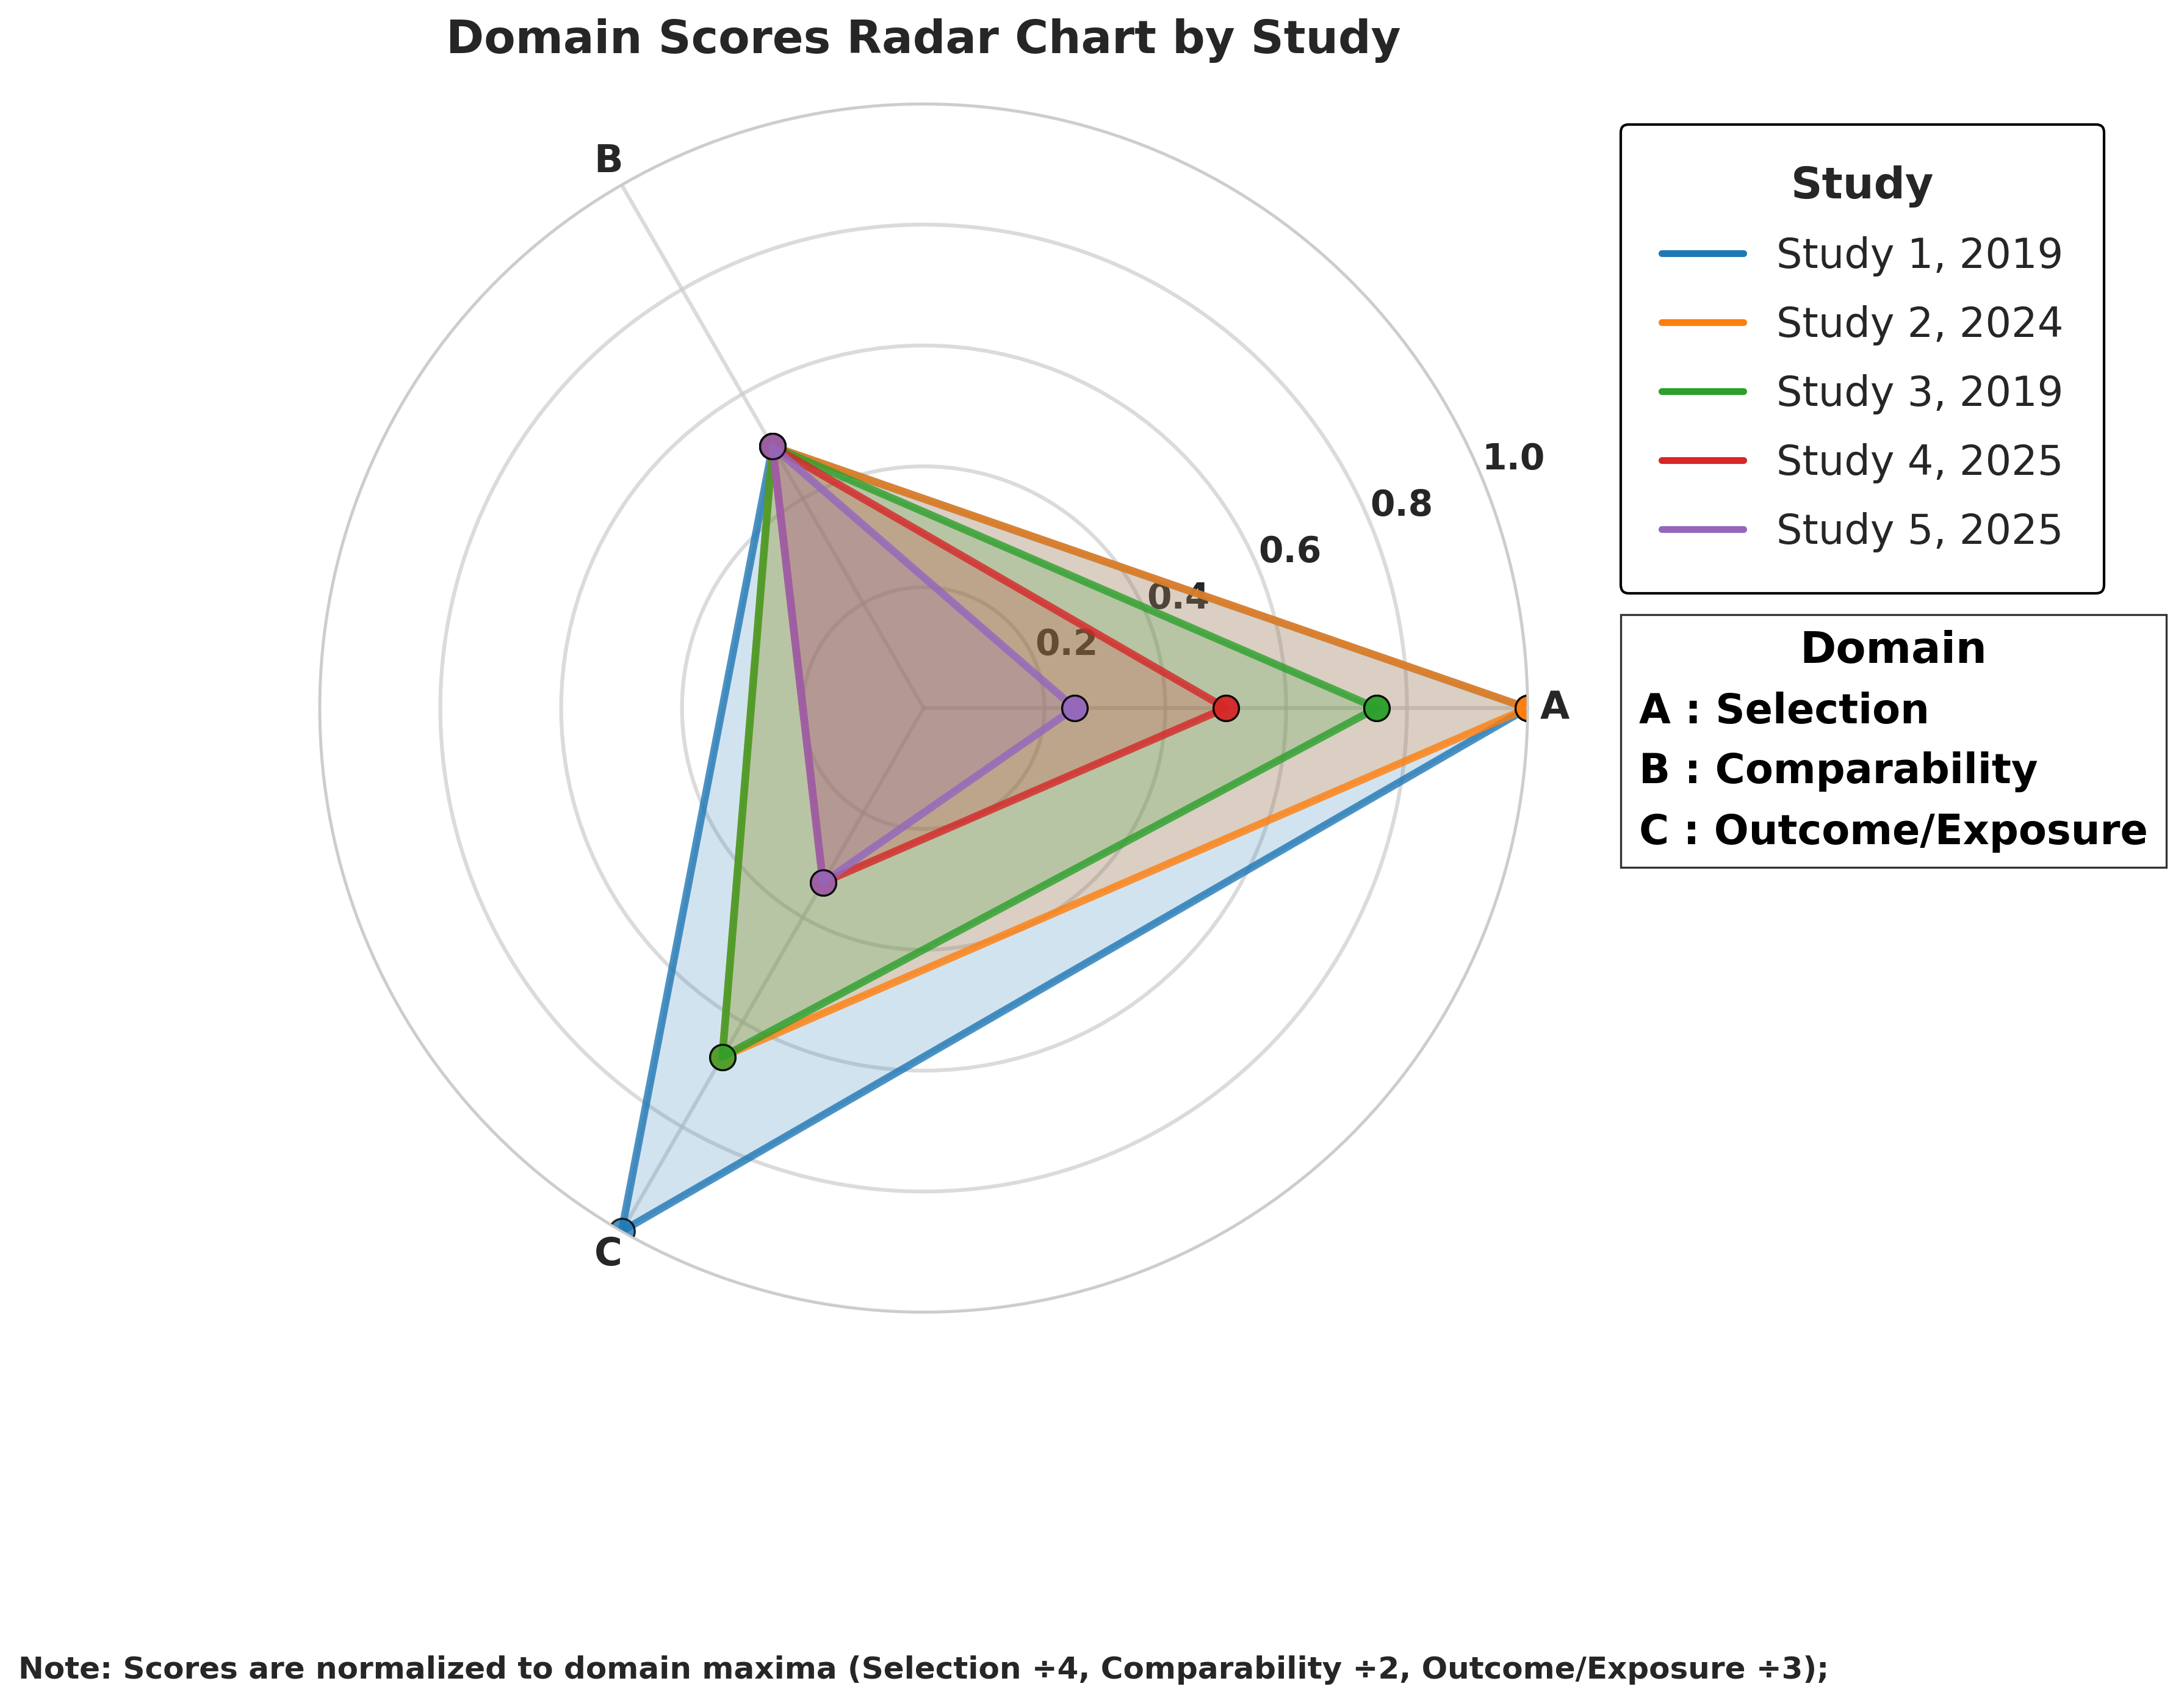 Domain Scores Radar Chart by Study
B
A
C
1.0
0.8
0.6
0.4
0.2
Study
Study 1, 2019
Study 2, 2024
Study 3, 2019
Study 4, 2025
Study 5, 2025
Domain
A : Selection
B : Comparability
C : Outcome/Exposure
Note: Scores are normalized to domain maxima (Selection ÷4, Comparability ÷2, Outcome/Exposure ÷3);